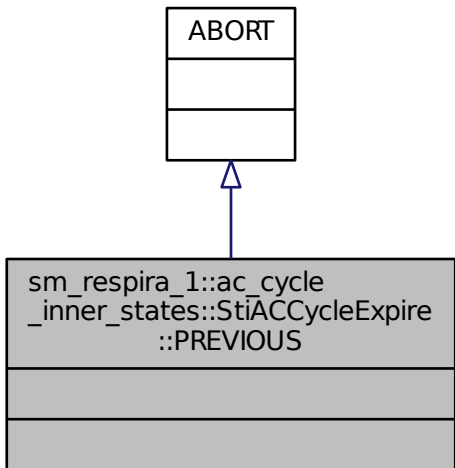 ABORT
sm_respira_1::ac_cycle
_inner_states::StiACCycleExpire
::PREVIOUS